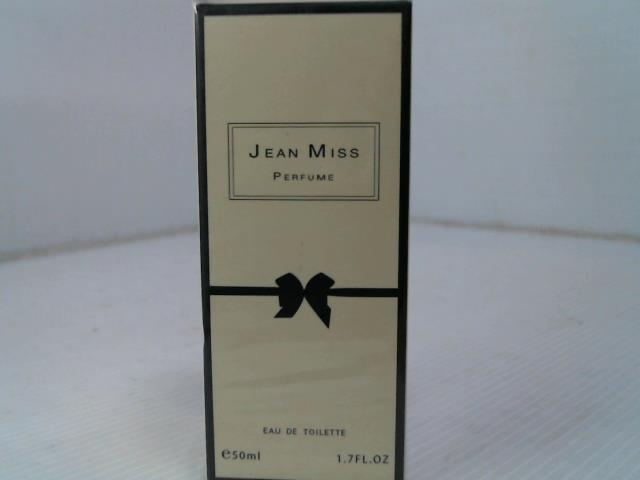 JEAN MISS
PERFUME
EAU DE TOILETTE
℮50ml 1.7FL.OZ